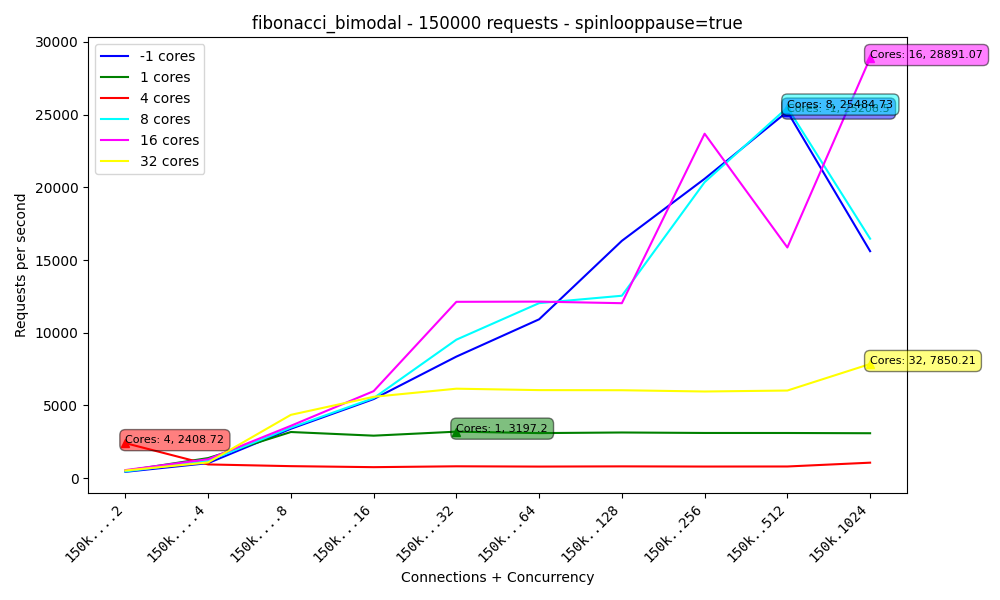 fibonacci_bimodal - 150000 requests - spinlooppause=true
30000
25000
20000
15000
10000
5000
0
Requests per second
-1 cores
1 cores
4 cores
8 cores
16 cores
32 cores
Cores: 16, 28891.07
Cores: 8, 25484.73
Cores: 32, 7850.21
Cores: 4, 2408.72
Cores: 1, 3197.2
150k....2
150k....4
150k....8
150k...16
150k...32
150k...64
150k..128
150k..256
150k..512
150k.1024
Connections + Concurrency